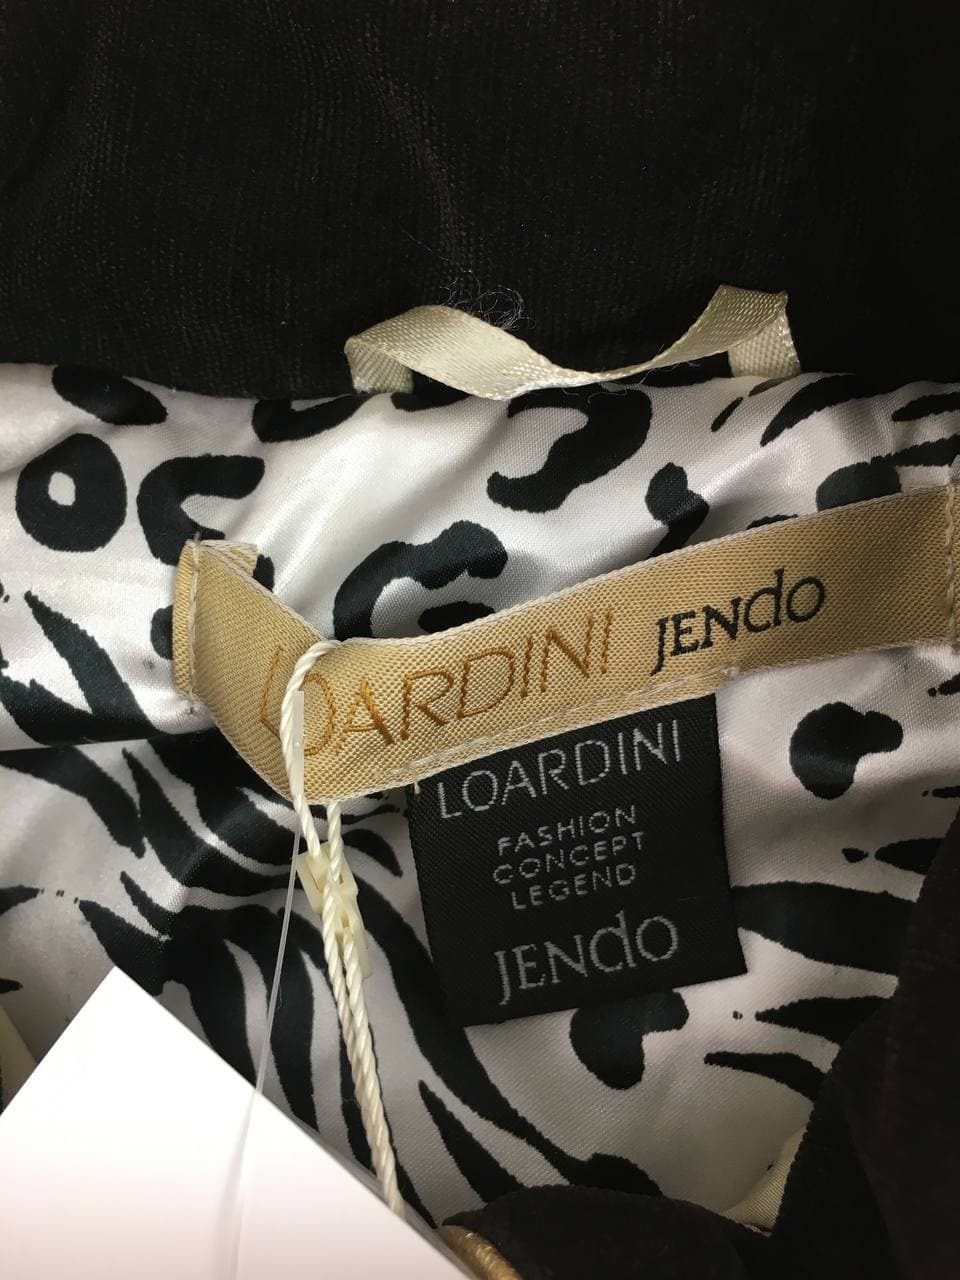 LOARDINI JENdO
LOARDINI
FASHION
CONCEPT
LEGEND
JENdO